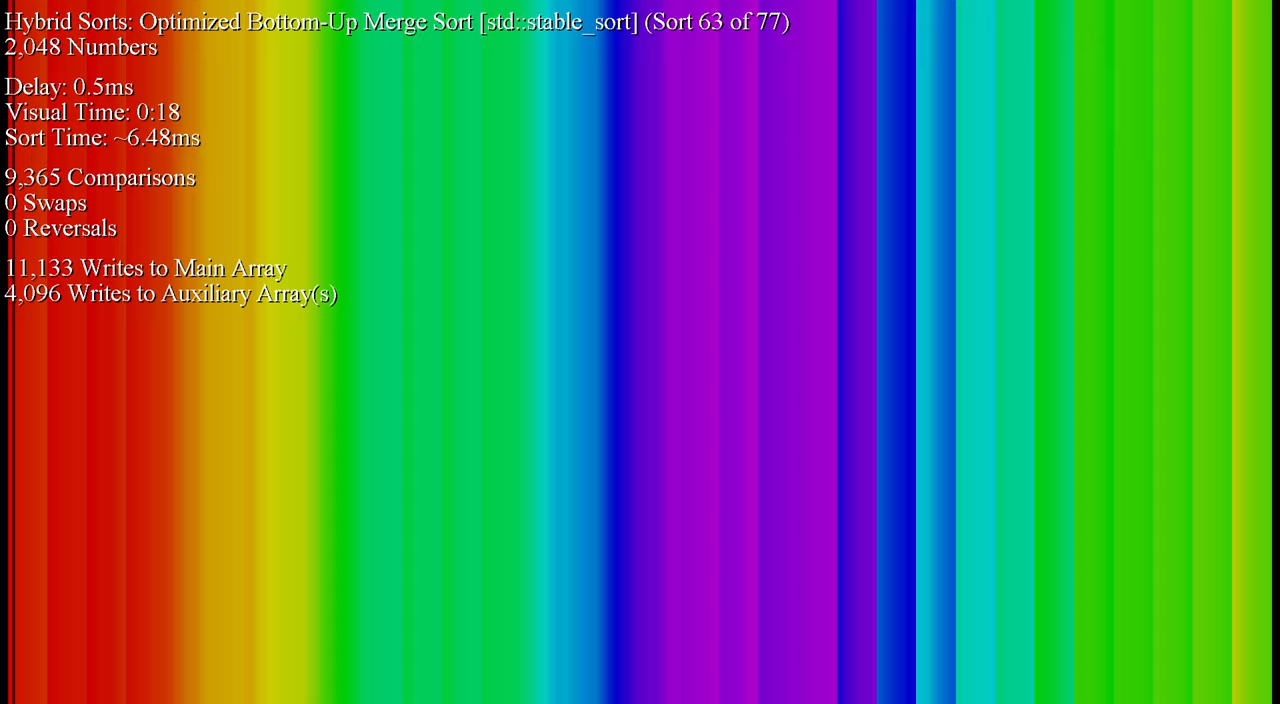 Hybrid Sorts: Optimized Bottom-Up Merge Sort [std::stable_sort] (Sort 63 of 77)
2,048 Numbers
Delay: 0.5ms
Visual Time: 0:18
Sort Time: ~6.48ms
9,365 Comparisons
0 Swaps
0 Reversals
11,133 Writes to Main Array
4,096 Writes to Auxiliary Array(s)